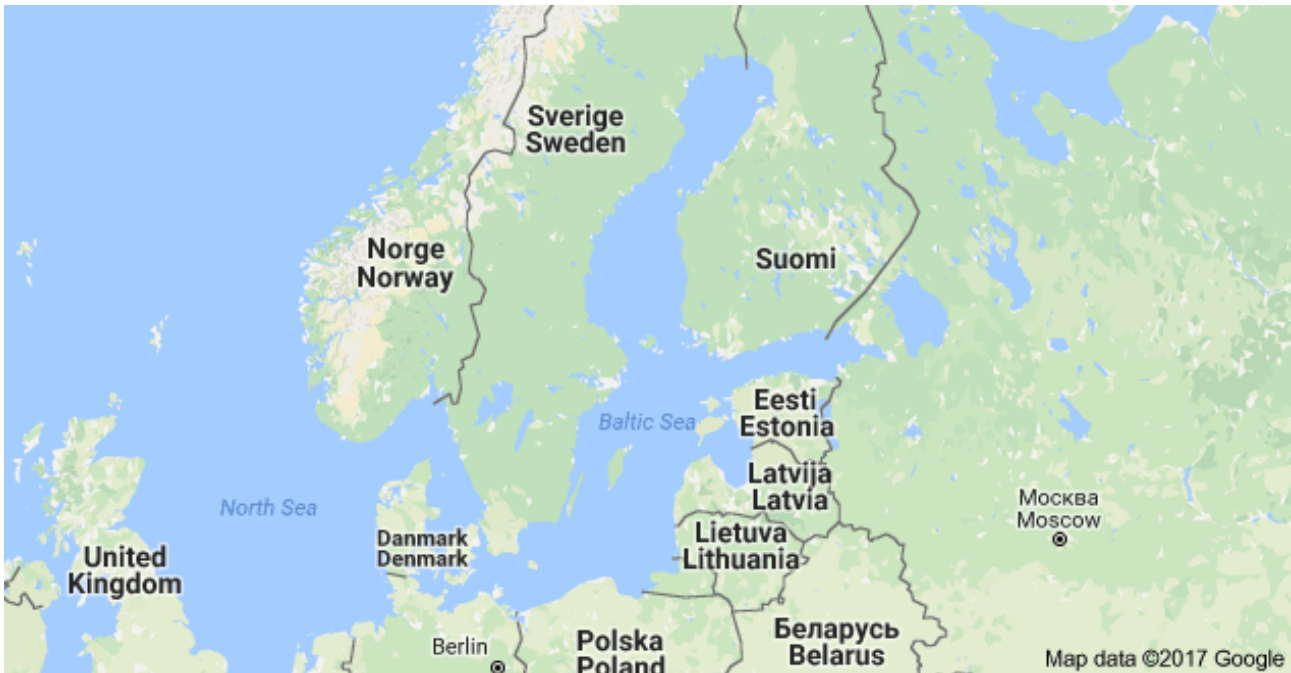 Sverige
Sweden
Norge
Norway
Suomi
Baltic Sea
Eesti
Estonia
Latvija
Latvia
North Sea
Москва
Moscow
Danmark
Denmark
Lietuva
Lithuania
United
Kingdom
Berlin
Polska
Poland
Беларусь
Belarus
Map data ©2017 Google